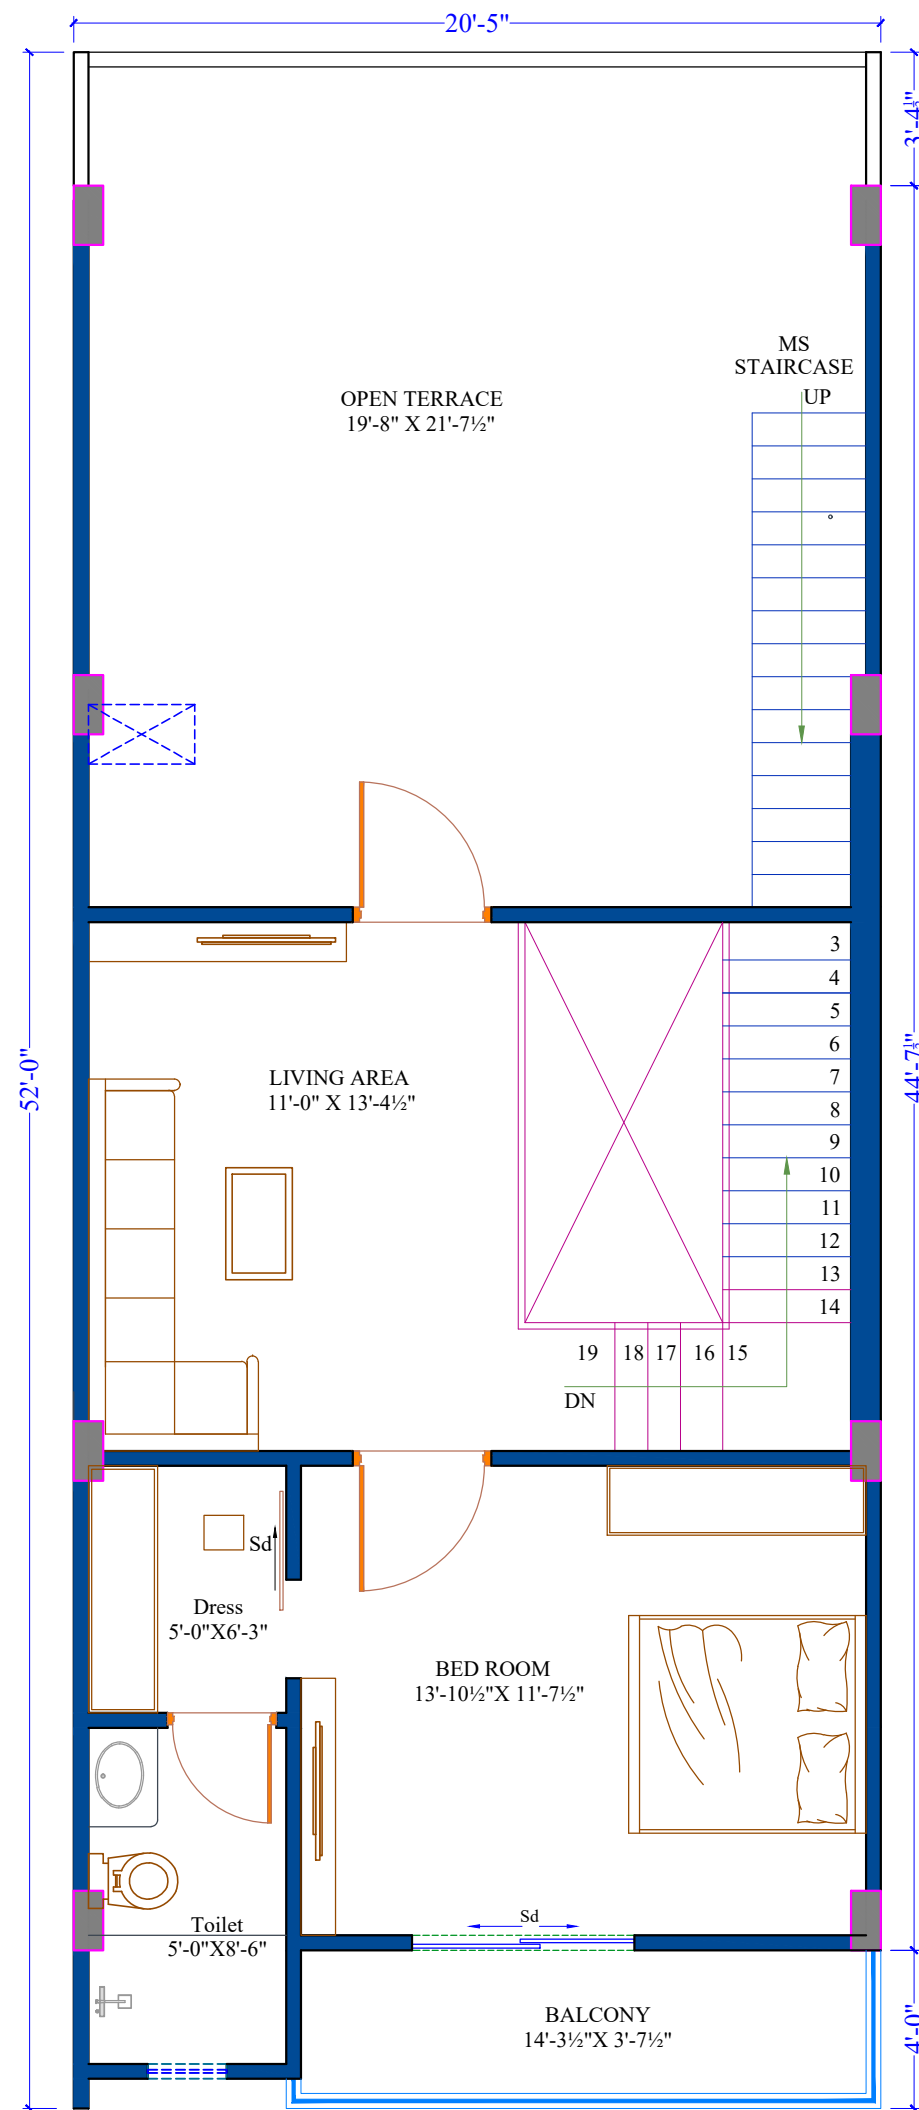 20'-5"
3'-4½"
MS
STAIRCASE
UP
OPEN TERRACE
19'-8" X 21'-7½"
52'-0"
44'-7½"
3
4
5
6
7
8
9
10
11
12
13
14
LIVING AREA
11'-0" X 13'-4½"
19 18 17 16 15
DN
Sd
Dress
5'-0"X6'-3"
BED ROOM
13'-10½"X 11'-7½"
Sd
Toilet
5'-0"X8'-6"
BALCONY
14'-3½"X 3'-7½"
4'-0"